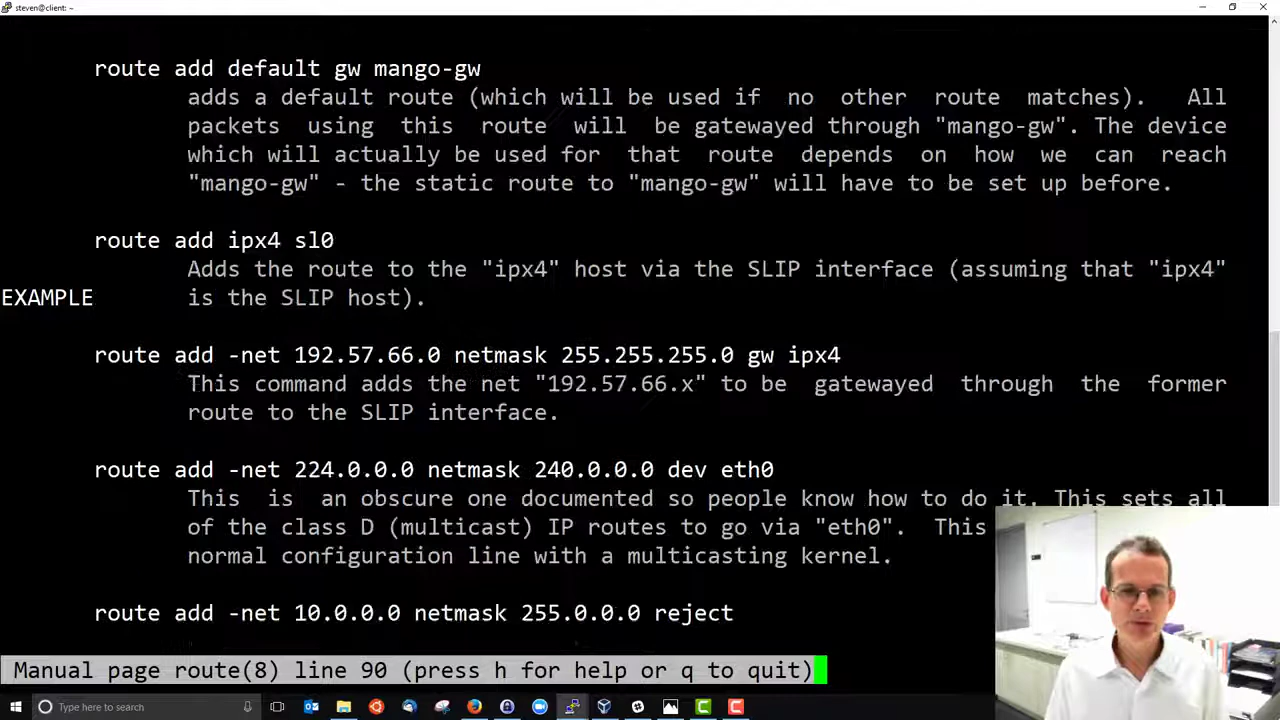 steven@client: ~
route add default gw mango-gw
adds a default route (which will be used if no other route matches). All
packets using this route will be gatewayed through "mango-gw". The device
which will actually be used for that route depends on how we can reach
"mango-gw" - the static route to "mango-gw" will have to be set up before.
route add ipx4 sl0
Adds the route to the "ipx4" host via the SLIP interface (assuming that "ipx4"
EXAMPLE is the SLIP host).
route add -net 192.57.66.0 netmask 255.255.255.0 gw ipx4
This command adds the net "192.57.66.x" to be gatewayed through the former
route to the SLIP interface.
route add -net 224.0.0.0 netmask 240.0.0.0 dev eth0
This is an obscure one documented so people know how to do it. This sets all
of the class D (multicast) IP routes to go via "eth0". This
normal configuration line with a multicasting kernel.
route add -net 10.0.0.0 netmask 255.0.0.0 reject
Manual page route(8) line 90 (press h for help or q to quit)
Type here to search